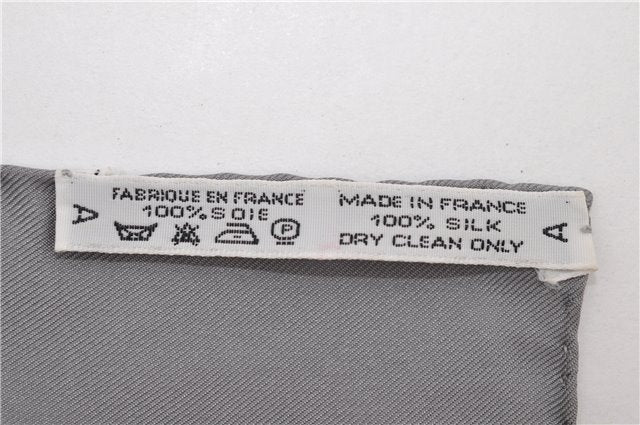 A
FABRIQUE EN FRANCE
100% SOIE
P
MADE IN FRANCE
100% SILK
DRY CLEAN ONLY
A